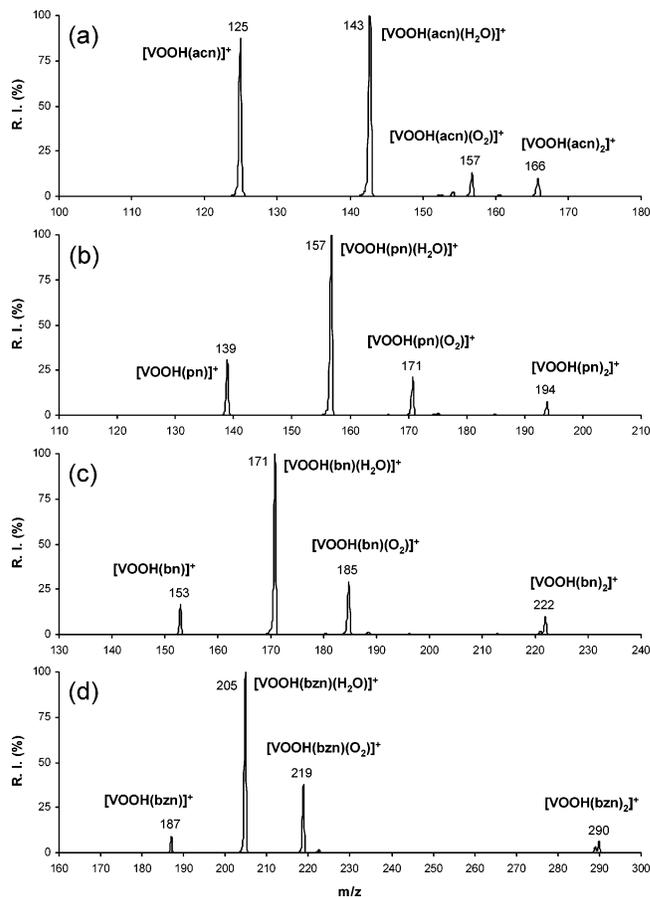 (a)
R. I. (%)
100
75
50
25
0
125
[VOOH(acn)]⁺
143
[VOOH(acn)(H₂O)]⁺
[VOOH(acn)(O₂)]⁺
157
[VOOH(acn)₂]⁺
166
100 110 120 130 140 150 160 170 180
(b)
R. I. (%)
100
75
50
25
0
139
[VOOH(pn)]⁺
157
[VOOH(pn)(H₂O)]⁺
[VOOH(pn)(O₂)]⁺
171
[VOOH(pn)₂]⁺
194
110 120 130 140 150 160 170 180 190 200 210
(c)
R. I. (%)
100
75
50
25
0
[VOOH(bn)]⁺
153
171
[VOOH(bn)(H₂O)]⁺
[VOOH(bn)(O₂)]⁺
185
[VOOH(bn)₂]⁺
222
130 140 150 160 170 180 190 200 210 220 230 240
(d)
R. I. (%)
100
75
50
25
0
[VOOH(bzn)]⁺
187
205
[VOOH(bzn)(H₂O)]⁺
[VOOH(bzn)(O₂)]⁺
219
[VOOH(bzn)₂]⁺
290
160 170 180 190 200 210 220 230 240 250 260 270 280 290 300
m/z